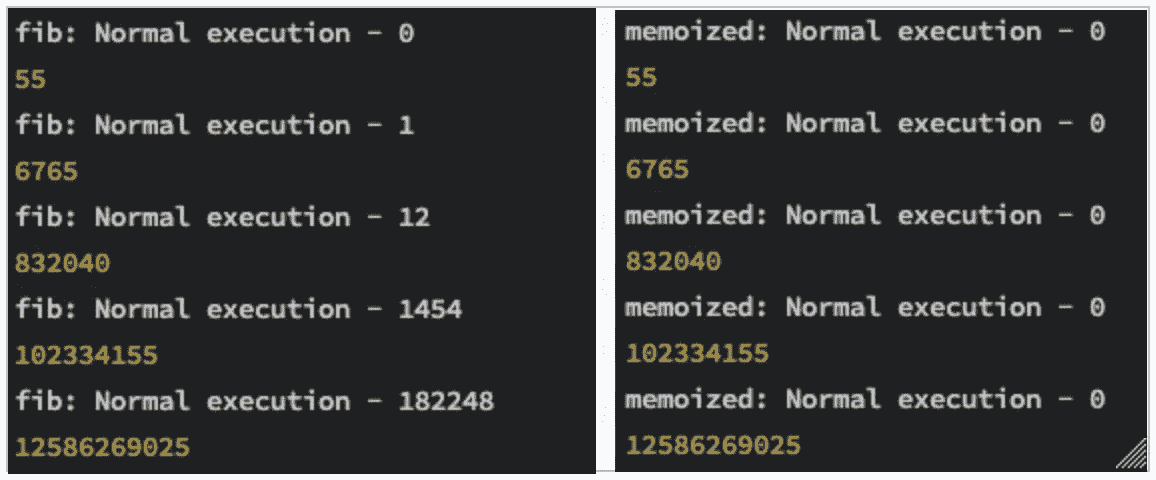 fib: Normal execution - 0
55
fib: Normal execution - 1
6765
fib: Normal execution - 12
832040
fib: Normal execution - 1454
102334155
fib: Normal execution - 182248
12586269025
memoized: Normal execution - 0
55
memoized: Normal execution - 0
6765
memoized: Normal execution - 0
832040
memoized: Normal execution - 0
102334155
memoized: Normal execution - 0
12586269025